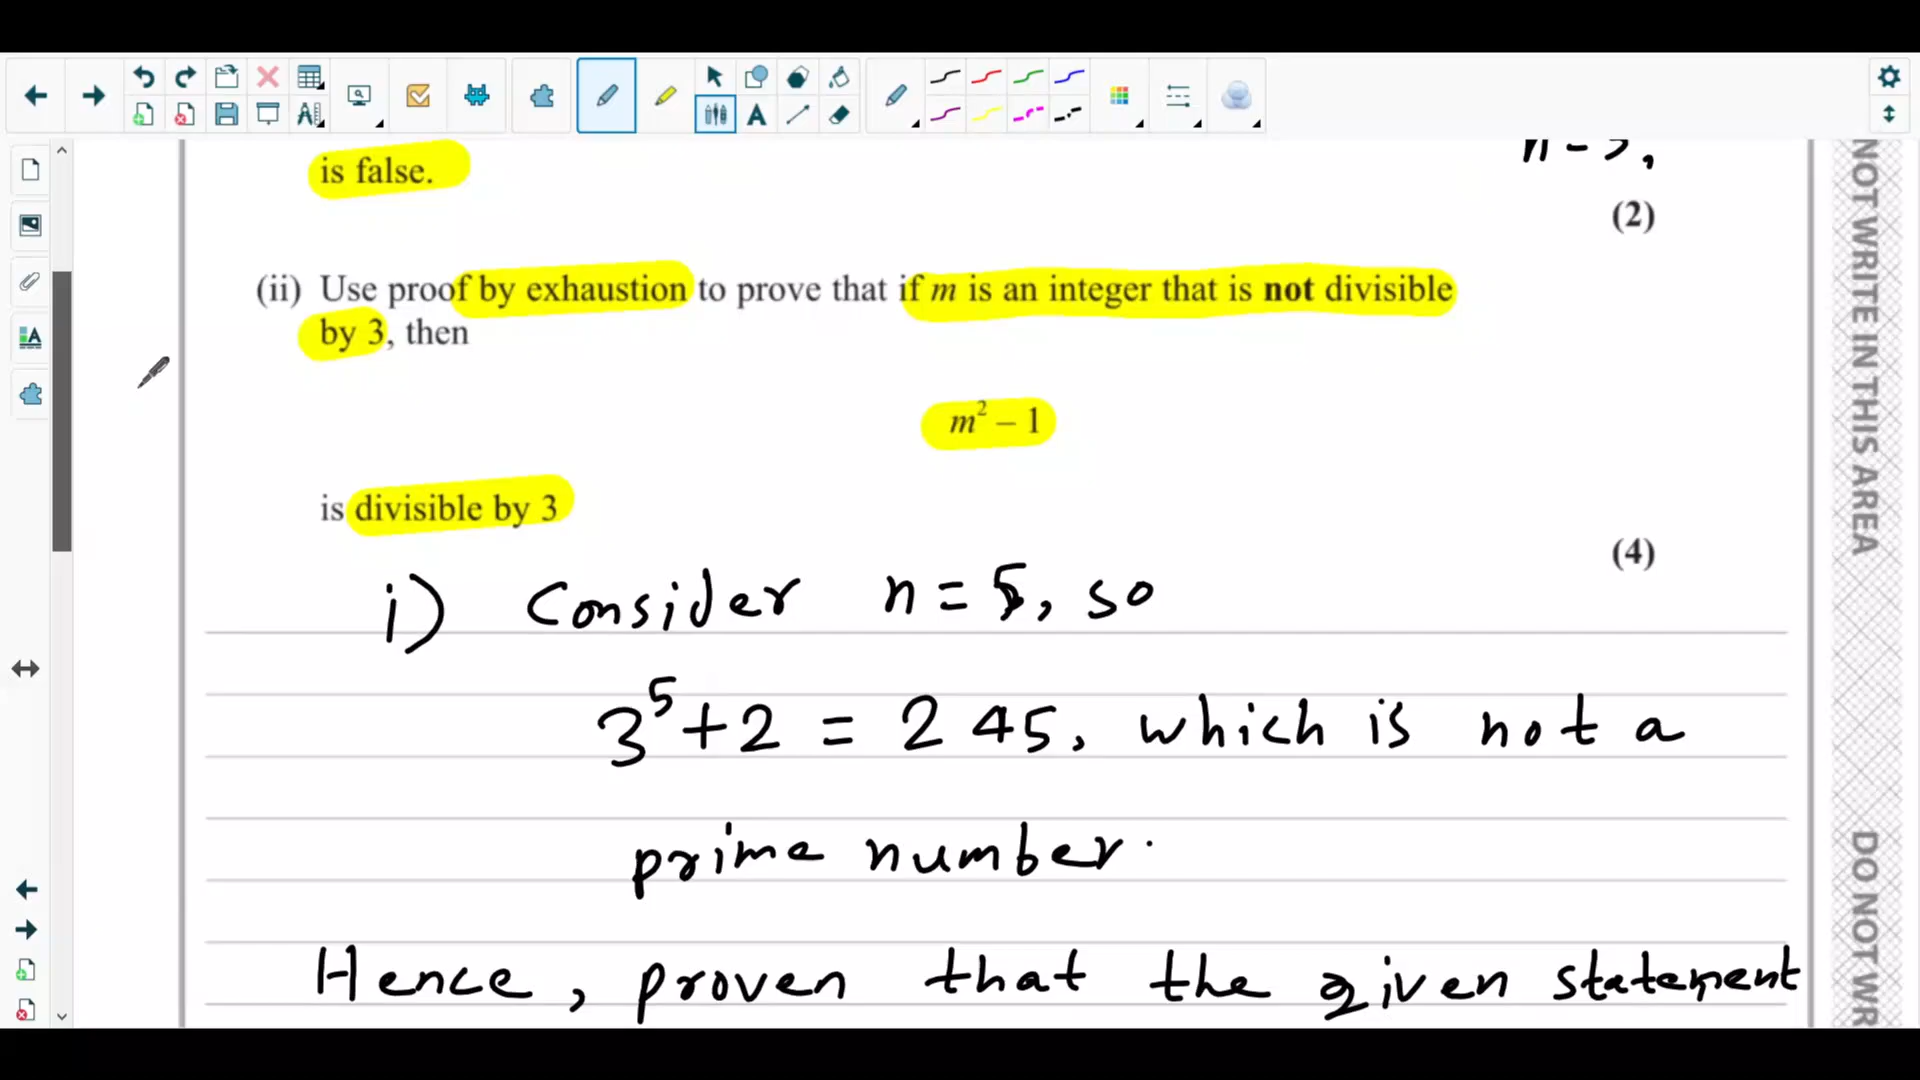 is false.
n = 5,
(2)
(ii) Use proof by exhaustion to prove that if m is an integer that is not divisible
by 3, then
m² – 1
is divisible by 3
(4)
i) Consider n = 5, so
3⁵ + 2 = 245, which is not a
prime number.
Hence, proven that the given statement
NOT WRITE IN THIS AREA
DO NOT WR